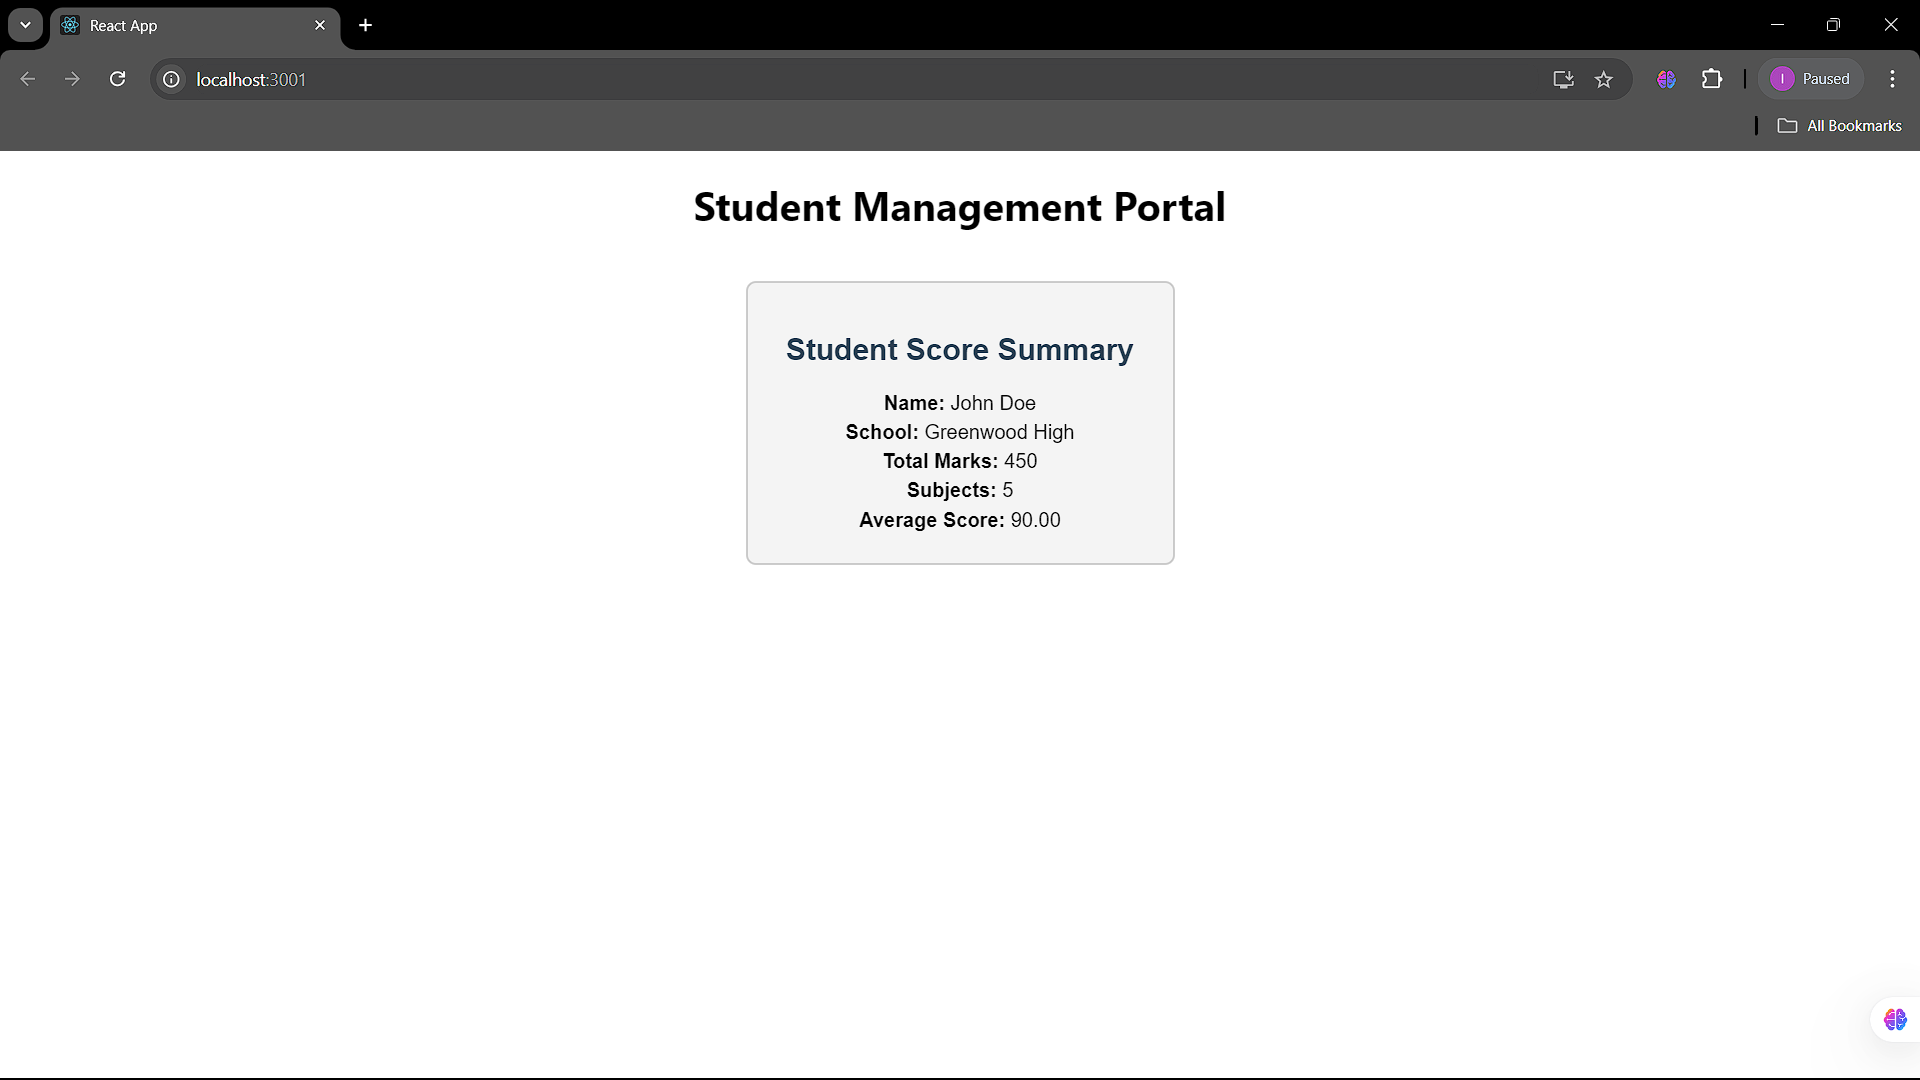 React App
localhost:3001
I
Paused
All Bookmarks
Student Management Portal
Student Score Summary
Name: John Doe
School: Greenwood High
Total Marks: 450
Subjects: 5
Average Score: 90.00